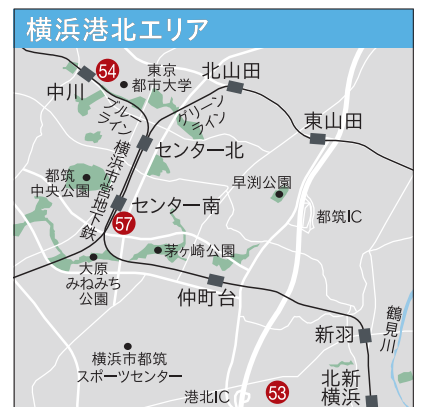 横浜港北エリア
54
東京
都市大学
北山田
中川
ブルー
ライン
グリーン
ライン
東山田
センター北
横浜市営地下鉄
都筑
中央公園
早渕公園
センター南
都筑IC
57
茅ヶ崎公園
大原
みねみち
公園
仲町台
鶴見川
新羽
横浜市都筑
スポーツセンター
港北IC
53
北新
横浜